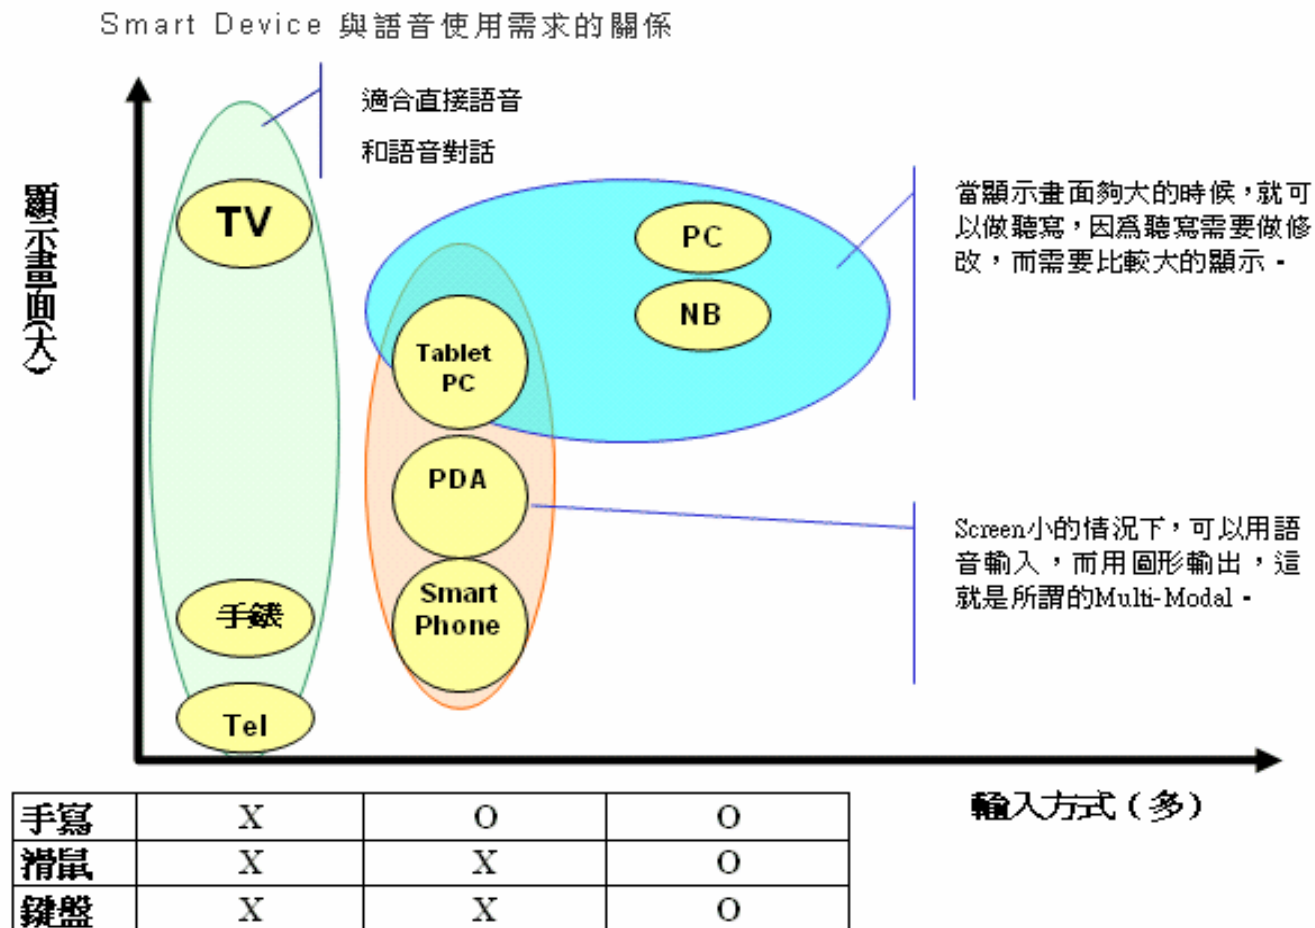 Smart Device 與語音使用需求的關係
適合直接語音
和語音對話
顯示畫面(大)
TV
手錶
Tel
Tablet
PC
PDA
Smart
Phone
PC
NB
當顯示畫面夠大的時候，就可
以做聽寫，因為聽寫需要做修
改，而需要比較大的顯示。
Screen小的情況下，可以用語
音輸入，而用圖形輸出，這
就是所謂的Multi-Modal。
輸入方式（多）
手寫 X O O
滑鼠 X X O
鍵盤 X X O